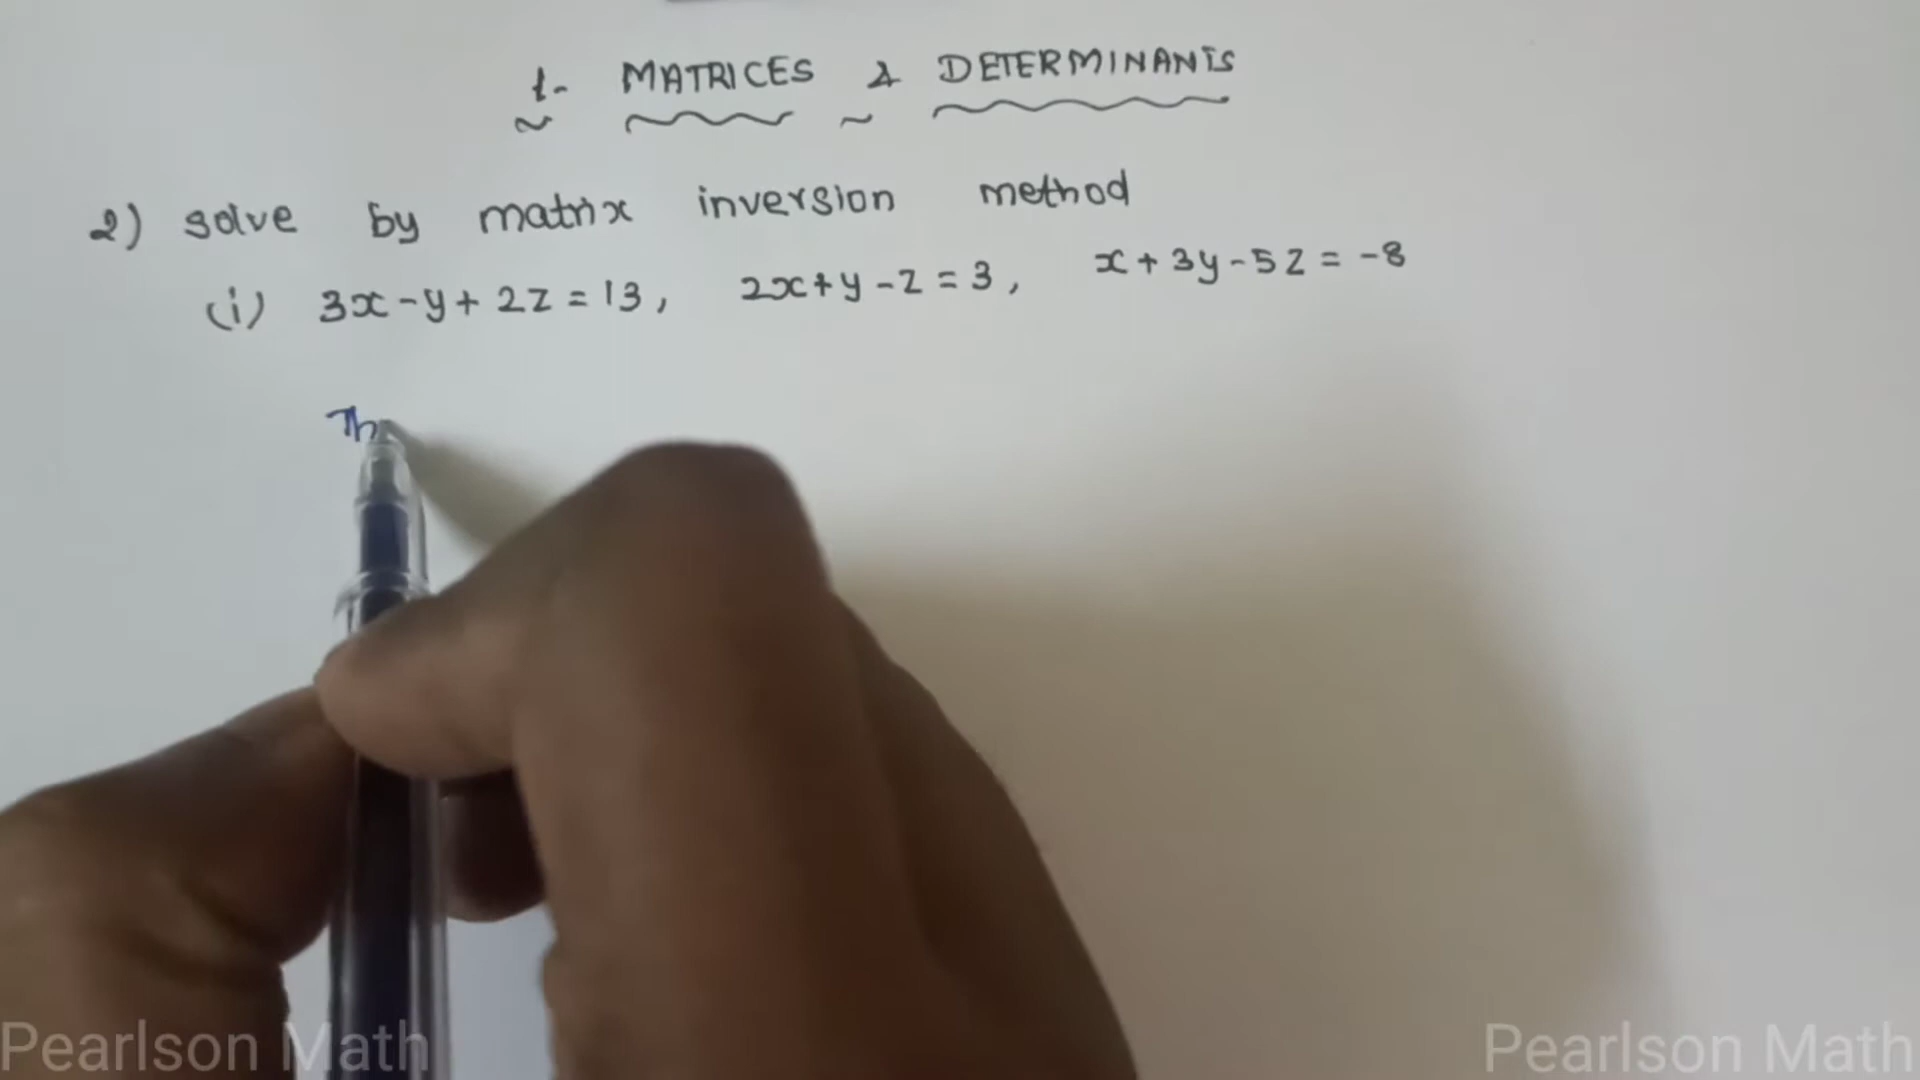 1. MATRICES & DETERMINANTS
2) solve by matrix inversion method
(i) 3x-y+2z=13, 2x+y-z=3, x+3y-5z=-8
Th
Pearlson Math Pearlson Math